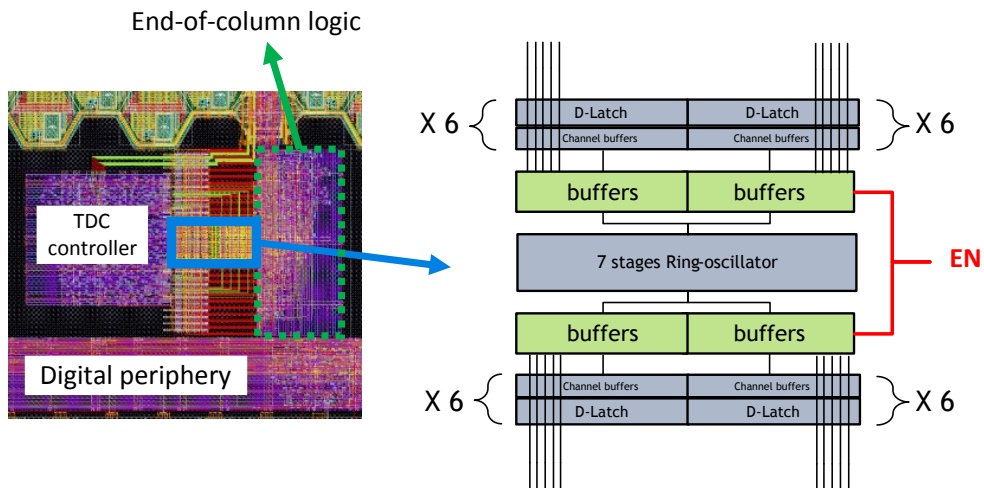 End-of-column logic
TDC
controller
Digital periphery
X 6
D-Latch
D-Latch
X 6
Channel buffers
Channel buffers
buffers
buffers
7 stages Ring-oscillator
EN
buffers
buffers
X 6
Channel buffers
Channel buffers
X 6
D-Latch
D-Latch